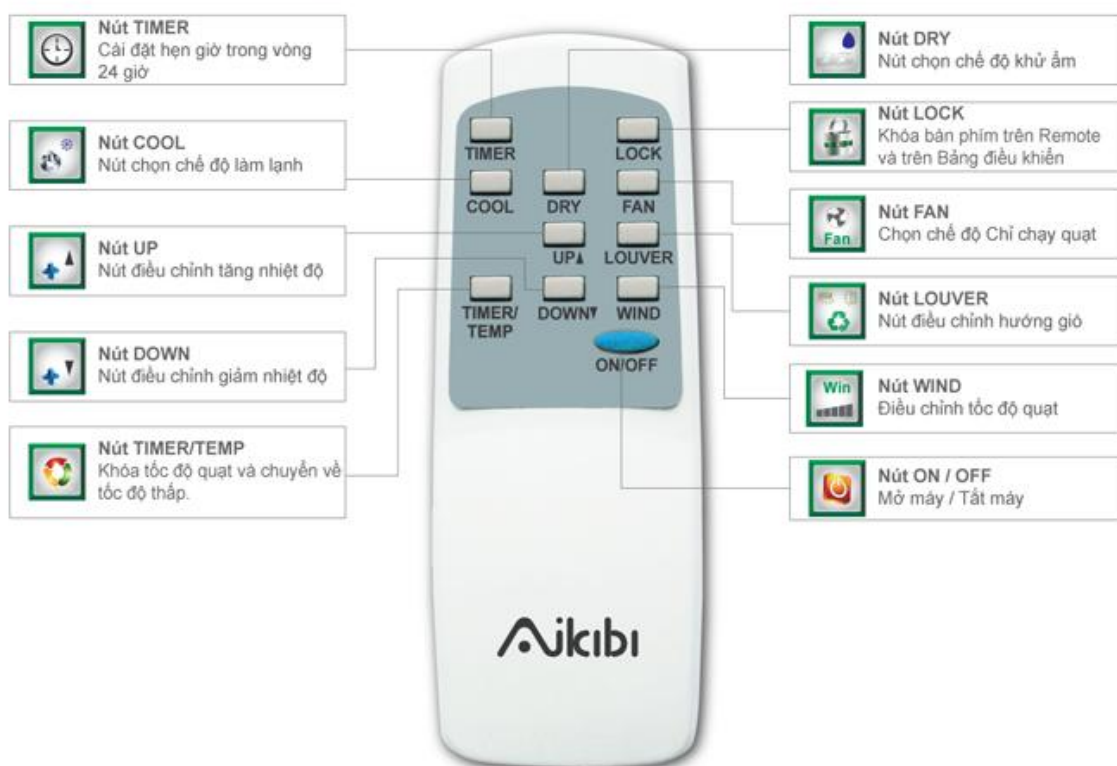 Nút TIMER
Cài đặt hẹn giờ trong vòng
24 giờ
Nút COOL
Nút chọn chế độ làm lạnh
Nút UP
Nút điều chỉnh tăng nhiệt độ
Nút DOWN
Nút điều chỉnh giảm nhiệt độ
Nút TIMER/TEMP
Khóa tốc độ quạt và chuyển về
tốc độ thấp.
TIMER
LOCK
COOL
DRY
FAN
UP▲
LOUVER
TIMER/
TEMP
DOWN▼
WIND
ON/OFF
Aikibi
Nút DRY
Nút chọn chế độ khử ẩm
Nút LOCK
Khóa bàn phím trên Remote
và trên Bảng điều khiển
Fan
Nút FAN
Chọn chế độ Chỉ chạy quạt
Nút LOUVER
Nút điều chỉnh hướng gió
Win
Nút WIND
Điều chỉnh tốc độ quạt
Nút ON / OFF
Mở máy / Tắt máy